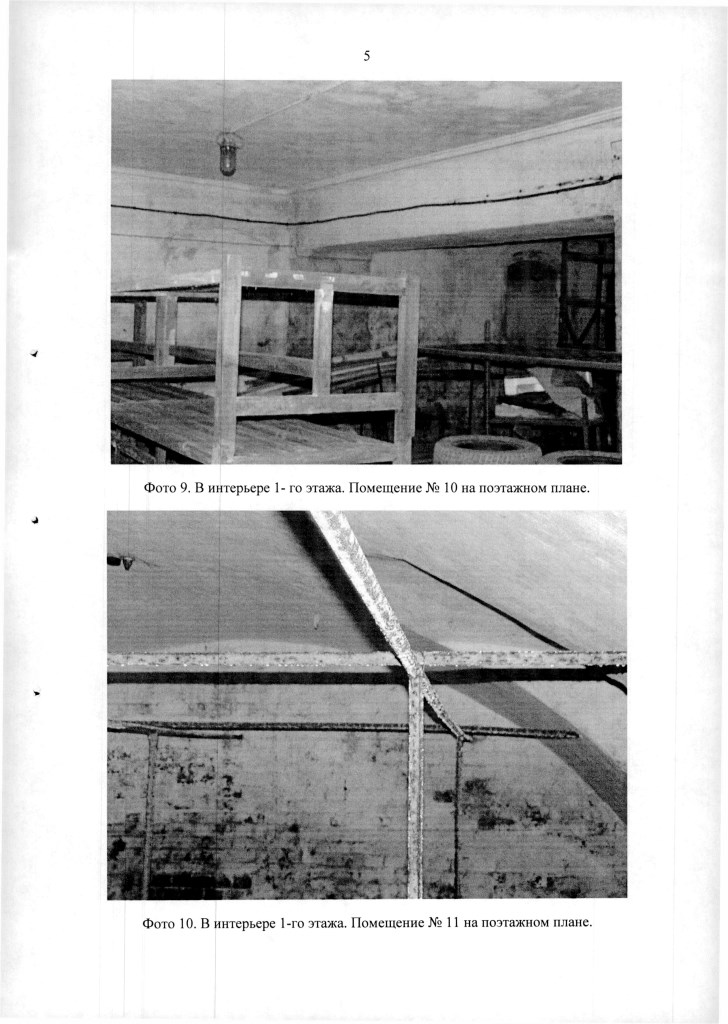 5
Фото 9. В интерьере 1- го этажа. Помещение № 10 на поэтажном плане.
Фото 10. В интерьере 1-го этажа. Помещение № 11 на поэтажном плане.